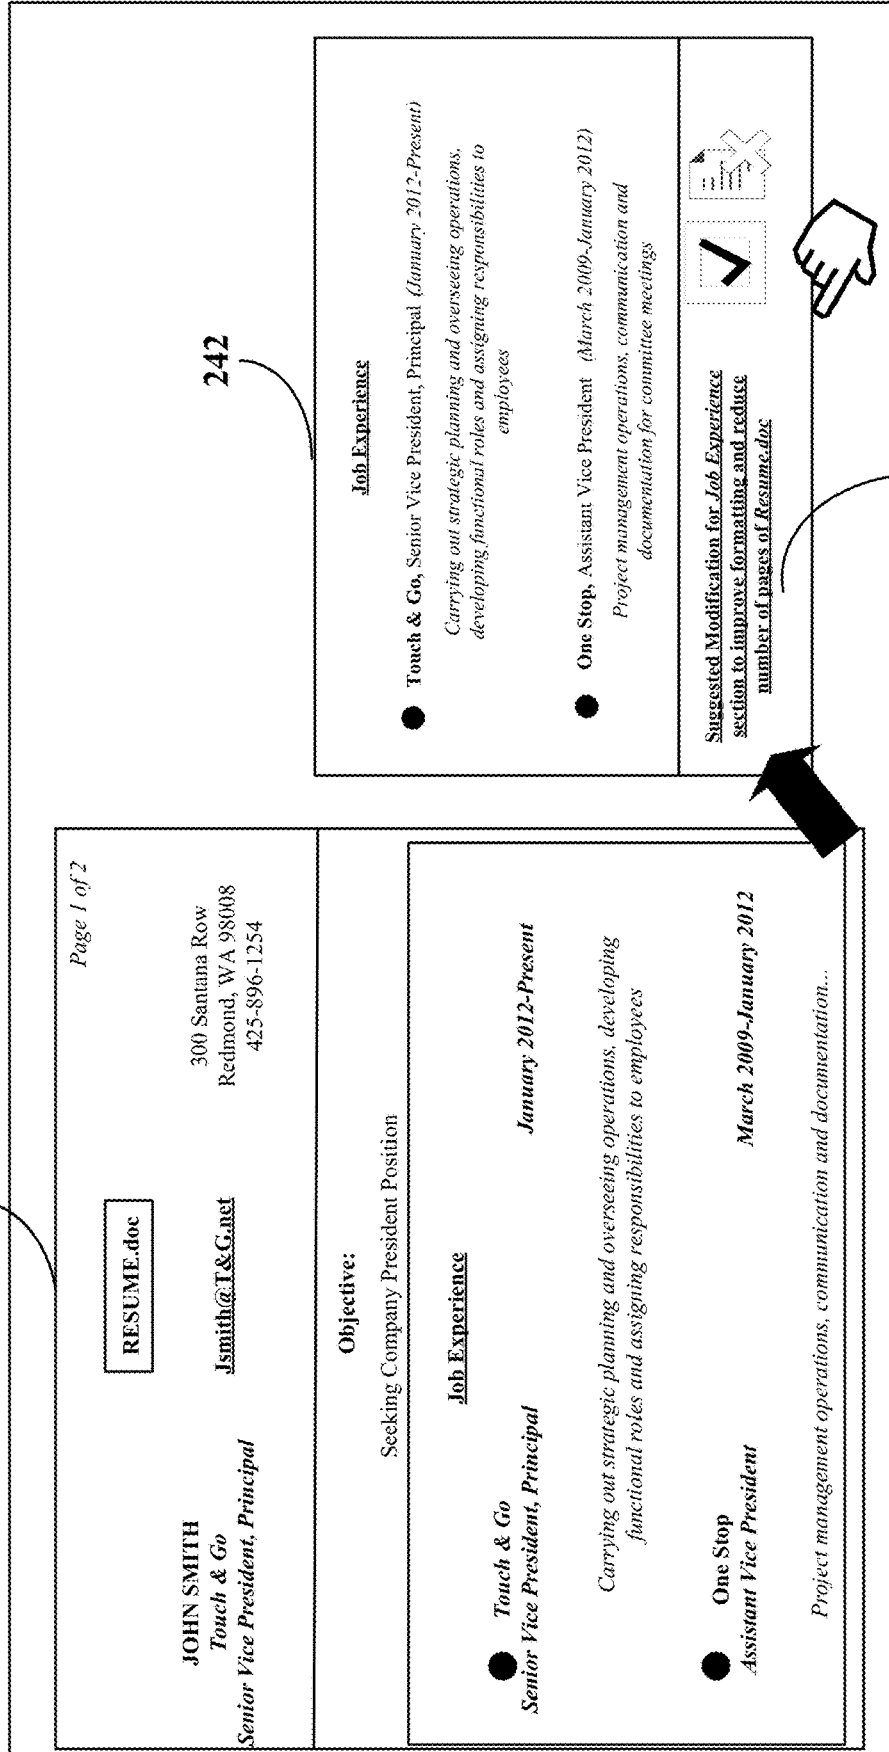 Page 1 of 2
RESUME.doc
JOHN SMITH
Touch & Go
Senior Vice President, Principal
Jsmith@T&G.net
300 Santana Row
Redmond, WA 98008
425-896-1254
Objective:
Seeking Company President Position
Job Experience
Touch & Go
Senior Vice President, Principal
January 2012-Present
Carrying out strategic planning and overseeing operations, developing
functional roles and assigning responsibilities to employees
One Stop
Assistant Vice President
March 2009-January 2012
Project management operations, communication and documentation...
242
Job Experience
Touch & Go, Senior Vice President, Principal (January 2012-Present)
Carrying out strategic planning and overseeing operations,
developing functional roles and assigning responsibilities to
employees
One Stop, Assistant Vice President (March 2009-January 2012)
Project management operations, communication and
documentation for committee meetings
Suggested Modification for Job Experience
section to improve formatting and reduce
number of pages of Resume.doc